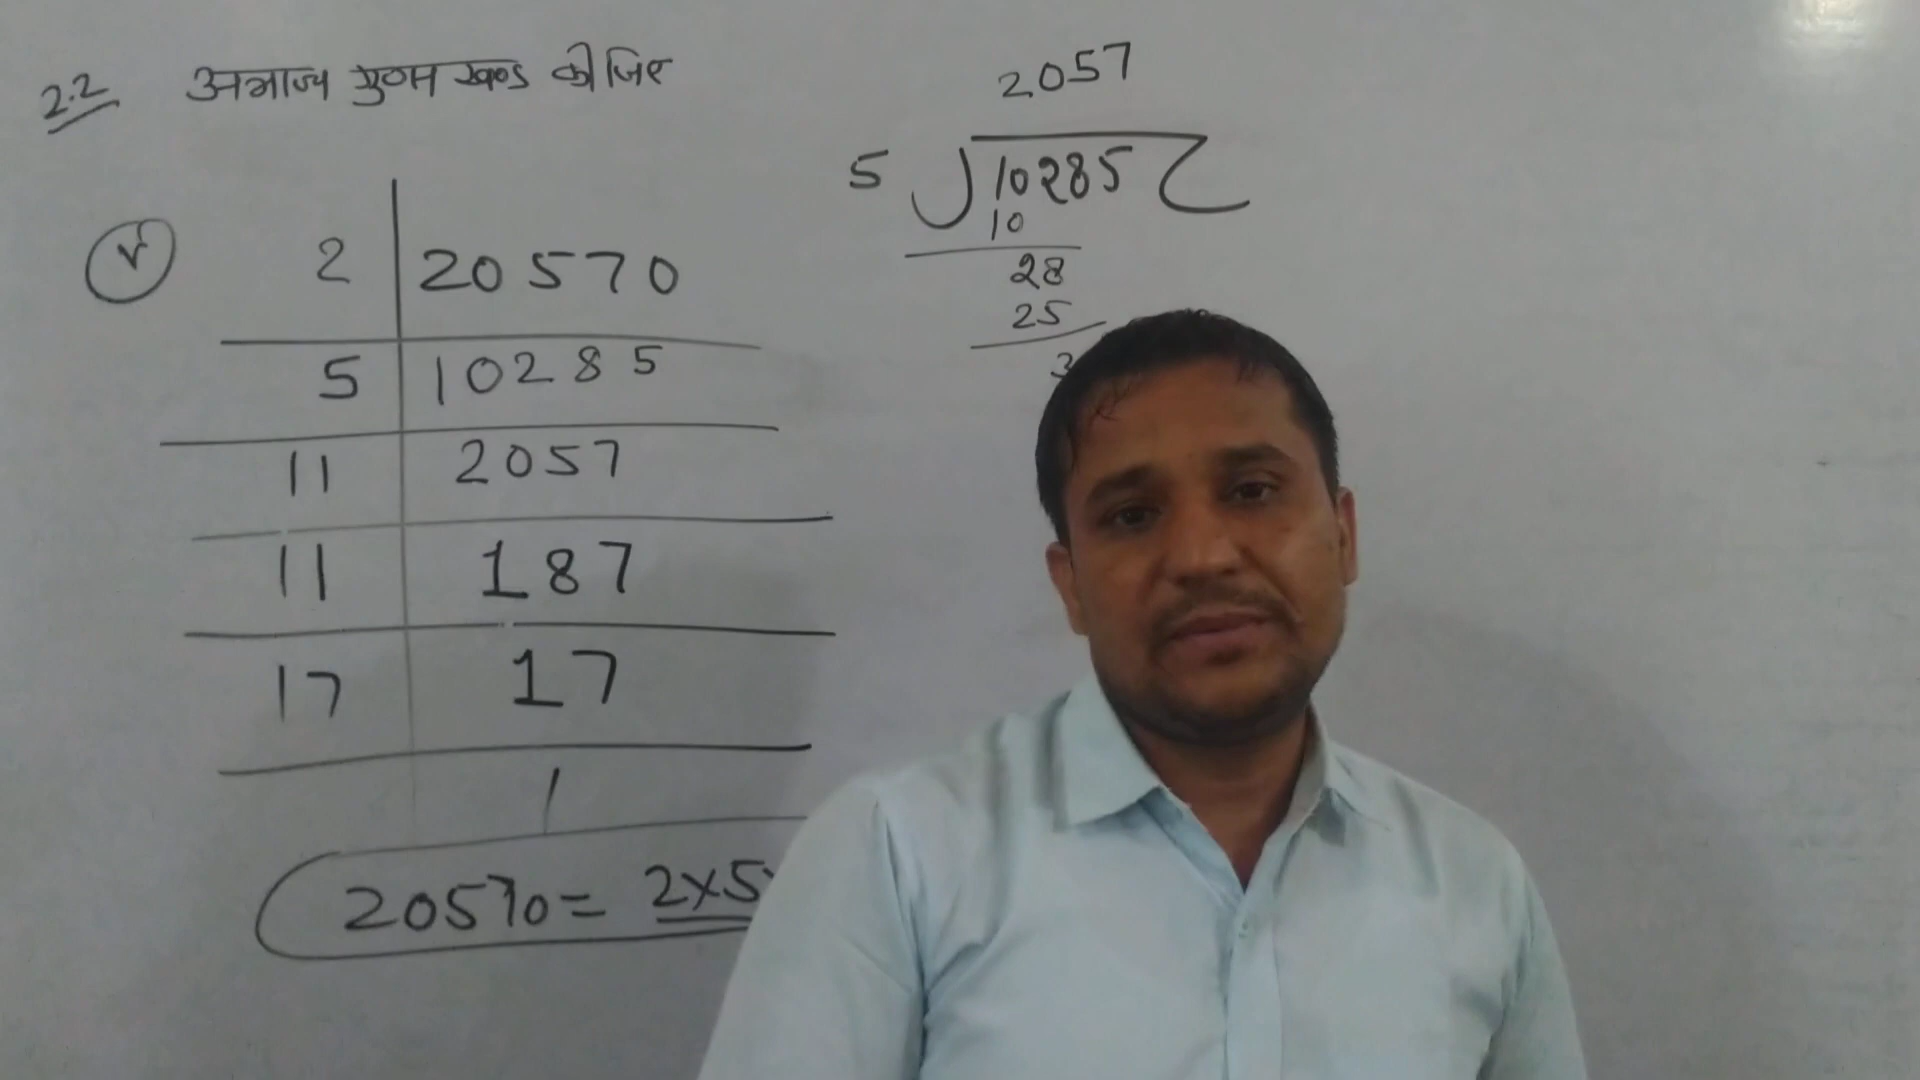 2.2 अभाज्य गुणन खण्ड कीजिए
(v) 2 | 20570
5 | 10285
11 | 2057
11 | 187
17 | 17
1
20570 = 2×5
2057
5 ) 10285 (
10
28
25
3